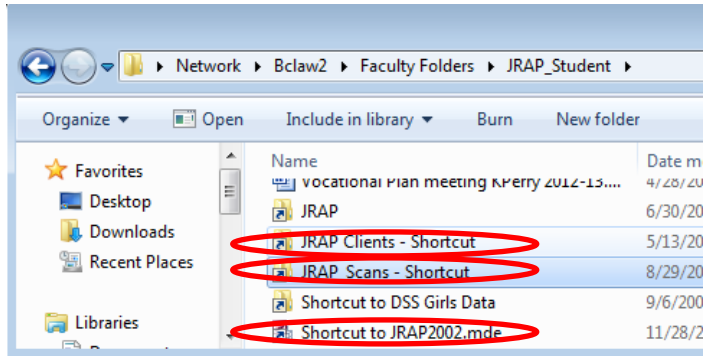 Network ▸ Bclaw2 ▸ Faculty Folders ▸ JRAP_Student ▸
Organize ▾ Open Include in library ▾ Burn New folder
Favorites
Desktop
Downloads
Recent Places
Libraries
Name Date m
Vocational Plan meeting KPerry 2012-13.... 4/28/20
JRAP 6/30/20
JRAP Clients - Shortcut 5/13/20
JRAP_Scans - Shortcut 8/29/20
Shortcut to DSS Girls Data 9/6/200
Shortcut to JRAP2002.mde 11/28/2